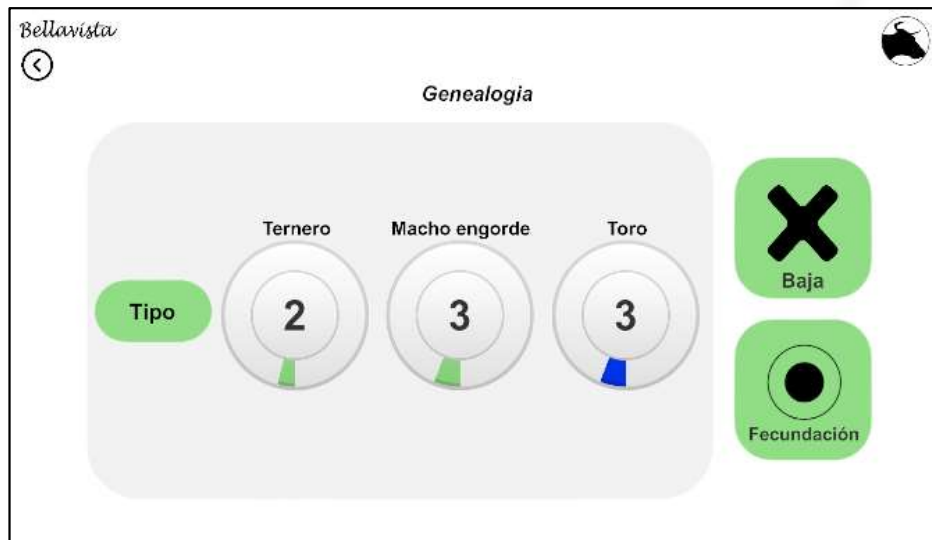 Bellavista
Genealogia
Ternero
Macho engorde
Toro
Tipo
2
3
3
Baja
Fecundación